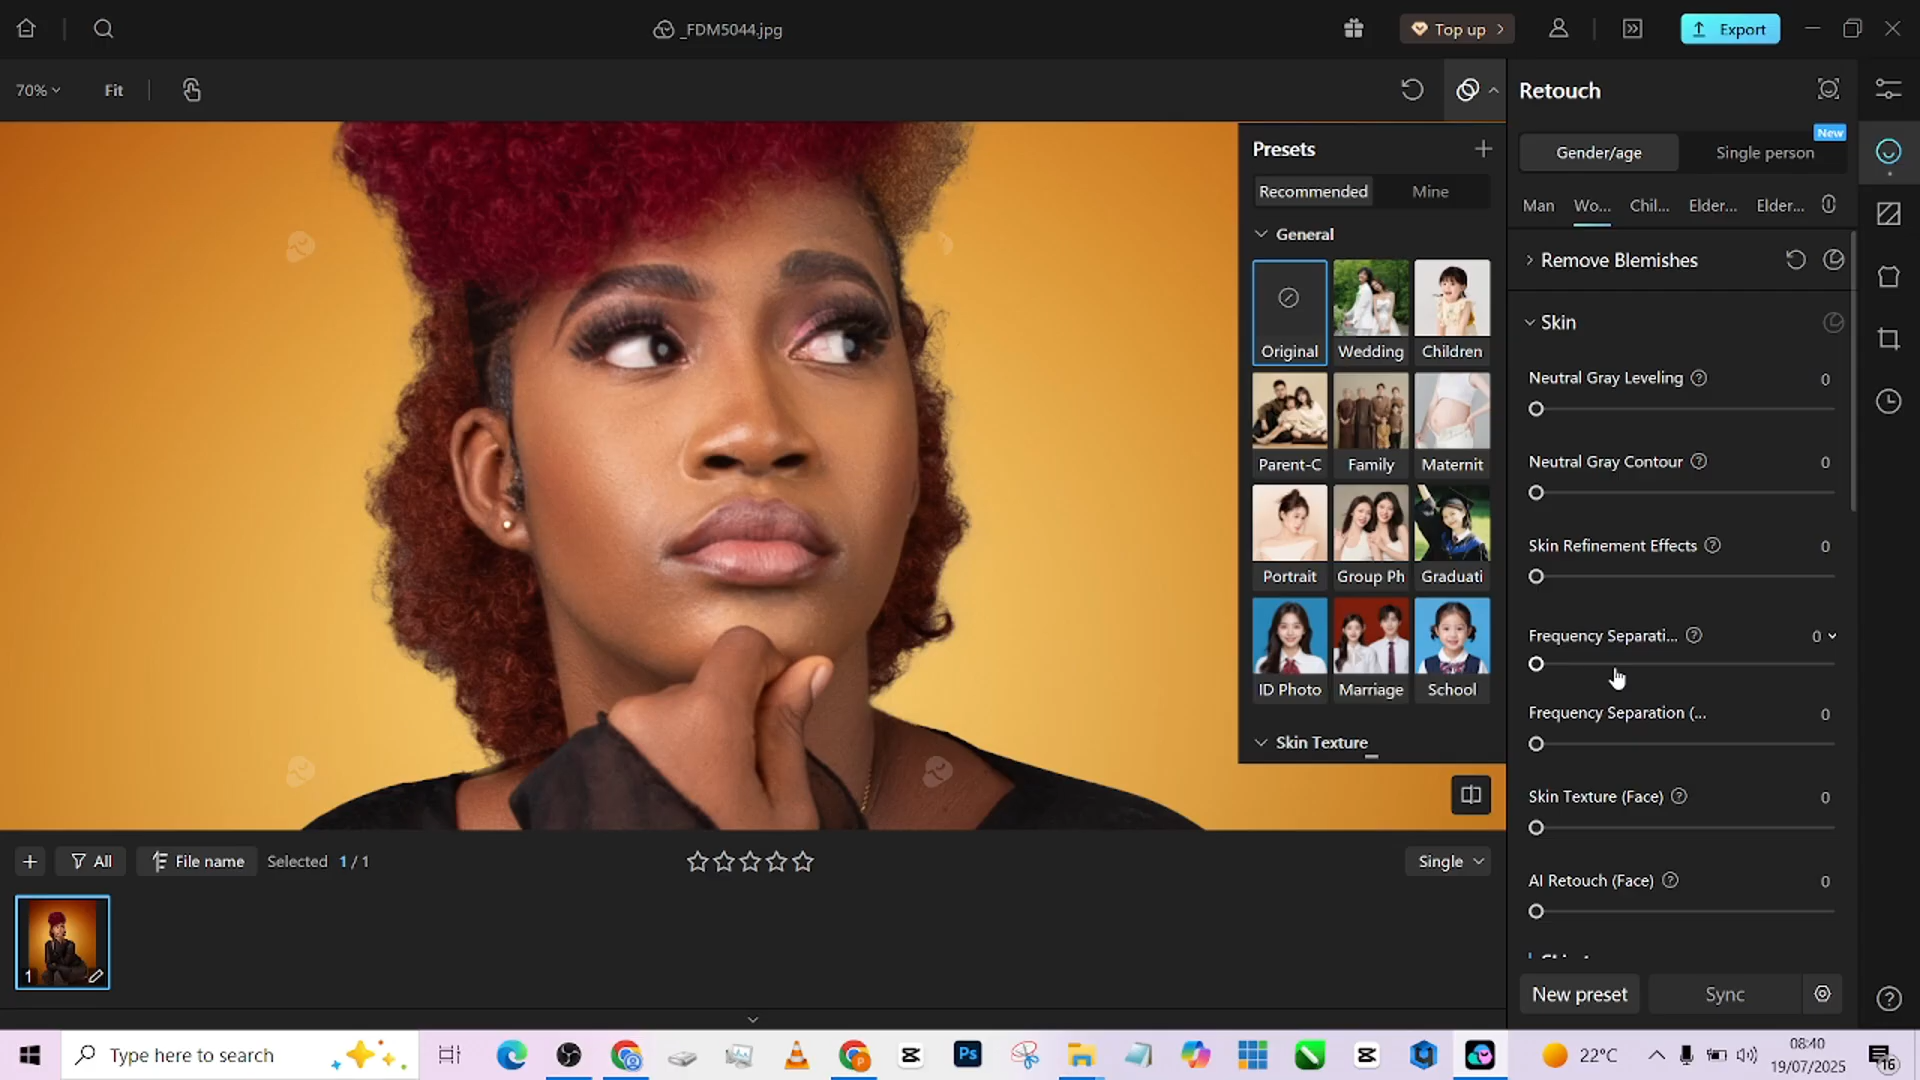 _FDM5044.jpg
Top up
Export
70%
Fit
Retouch
New
Gender/age
Single person
Man
Wo...
Chil...
Elder...
Elder...
Presets
Recommended
Mine
General
Original
Wedding
Children
Parent-C
Family
Maternit
Portrait
Group Ph
Graduati
ID Photo
Marriage
School
Skin Texture
Remove Blemishes
Skin
Neutral Gray Leveling
0
Neutral Gray Contour
0
Skin Refinement Effects
0
Frequency Separati...
0
Frequency Separation (...
0
Skin Texture (Face)
0
AI Retouch (Face)
0
New preset
Sync
All
File name
Selected 1 / 1
Single
1
Type here to search
Ps
22°C
08:40
19/07/2025
16